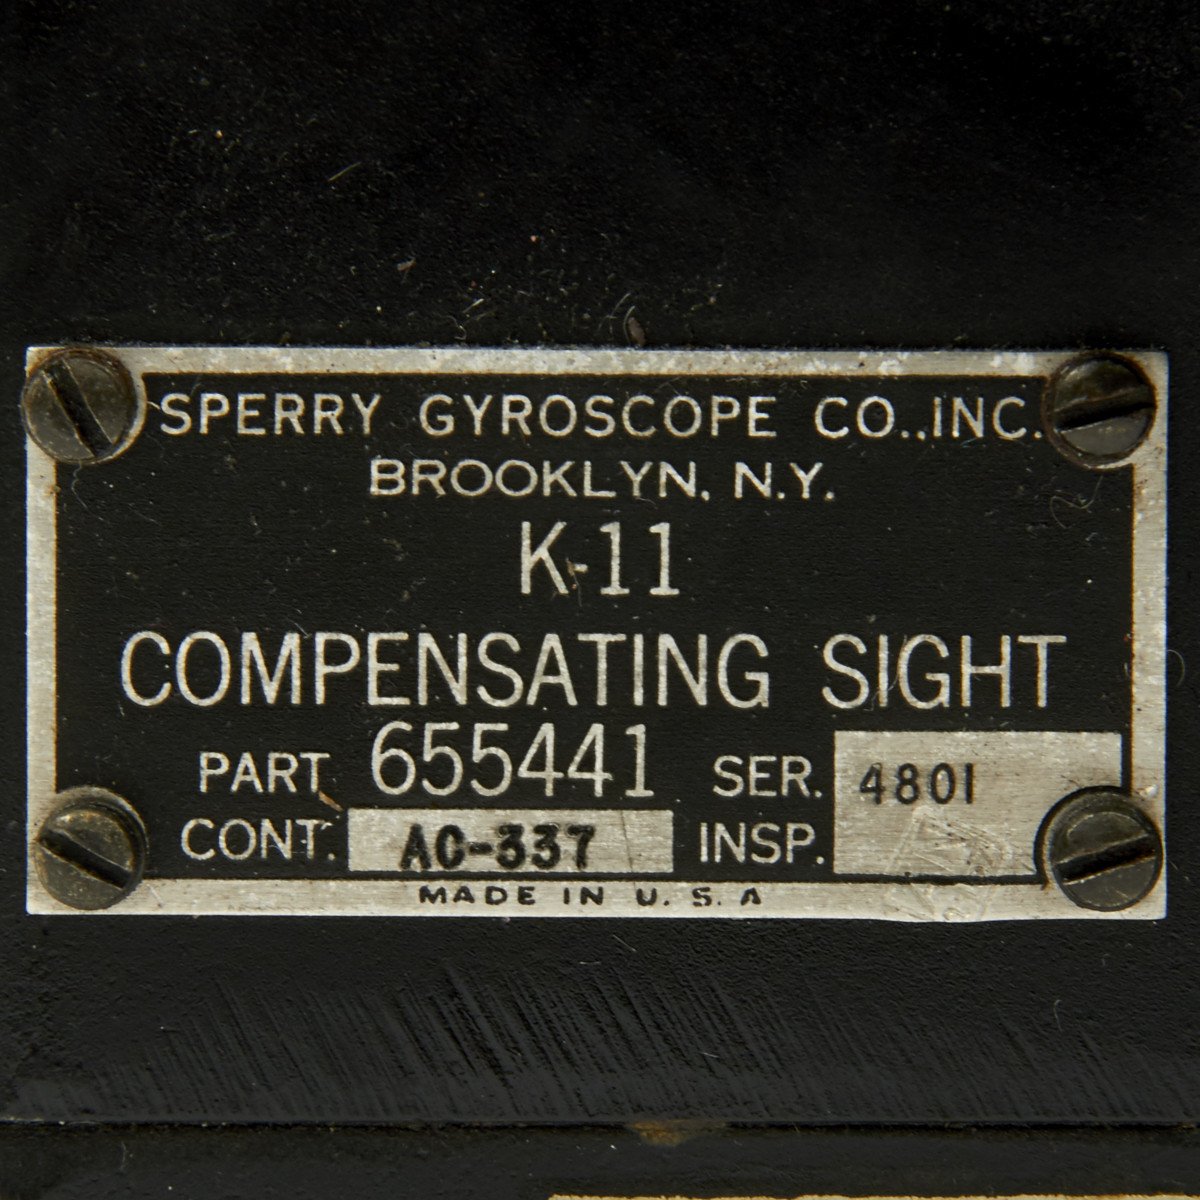 SPERRY GYROSCOPE CO., INC.
BROOKLYN, N.Y.
K-11
COMPENSATING SIGHT
PART 655441 SER. 4801
CONT. AC-337 INSP.
MADE IN U.S.A